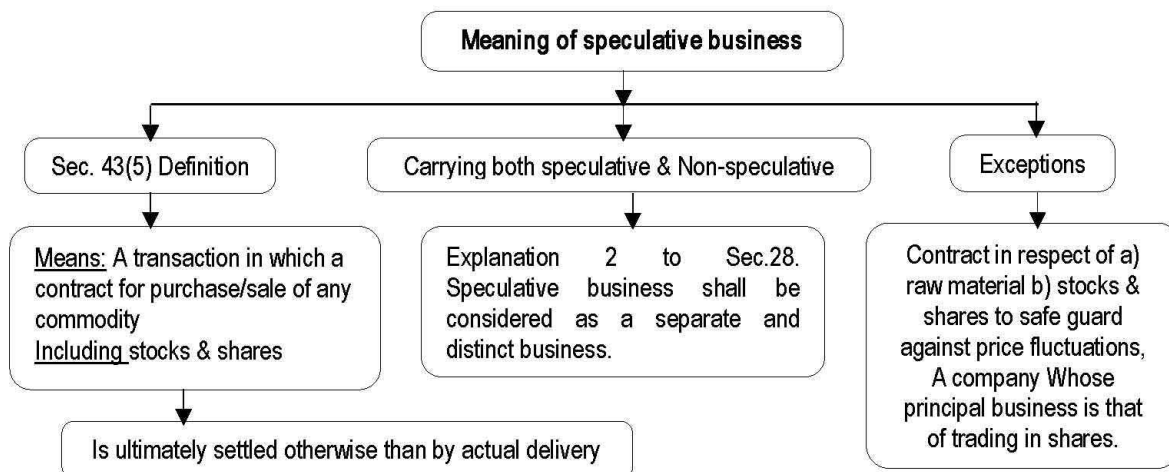 Meaning of speculative business
Sec. 43(5) Definition
Means: A transaction in which a
contract for purchase/sale of any
commodity
Including stocks & shares
Is ultimately settled otherwise than by actual delivery
Carrying both speculative & Non-speculative
Explanation 2 to Sec.28.
Speculative business shall be
considered as a separate and
distinct business.
Exceptions
Contract in respect of a)
raw material b) stocks &
shares to safe guard
against price fluctuations,
A company Whose
principal business is that
of trading in shares.